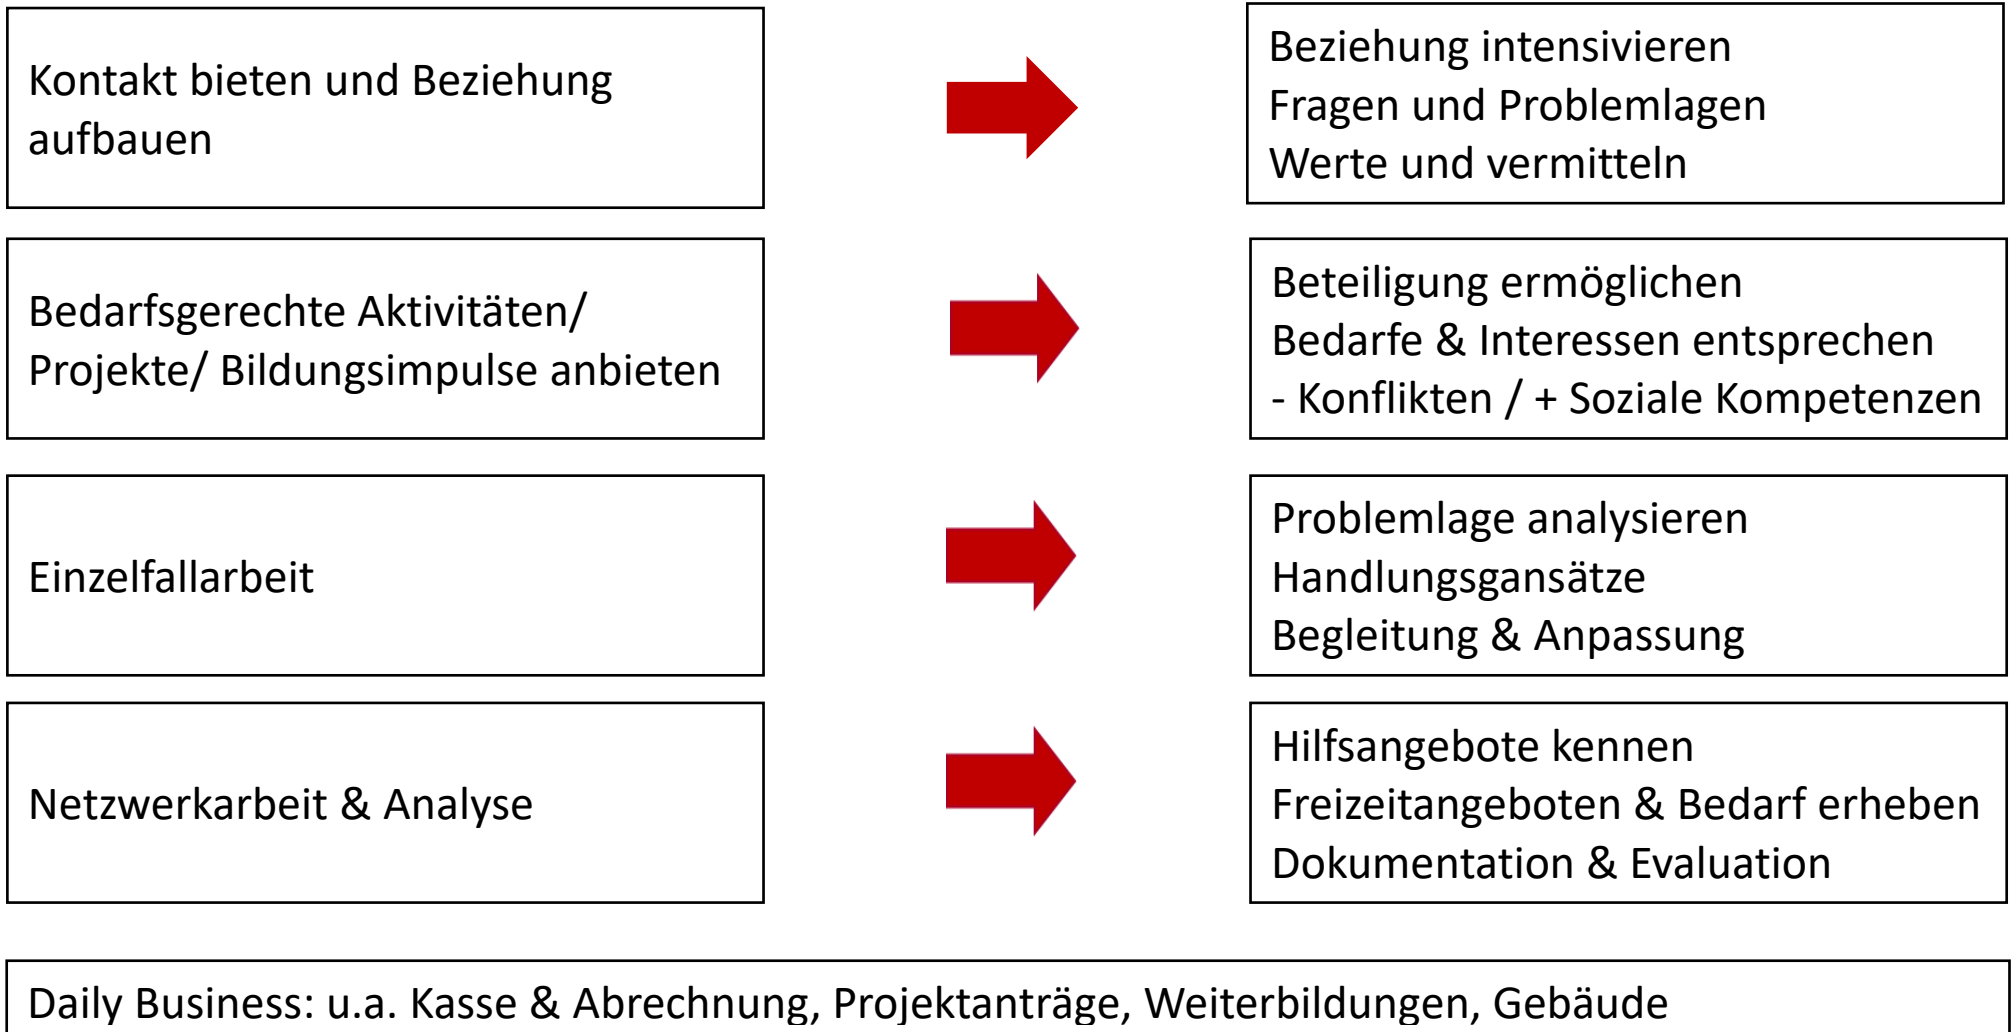 Kontakt bieten und Beziehung
aufbauen
Beziehung intensivieren
Fragen und Problemlagen
Werte und vermitteln
Bedarfsgerechte Aktivitäten/
Projekte/ Bildungsimpulse anbieten
Beteiligung ermöglichen
Bedarfe & Interessen entsprechen
- Konflikten / + Soziale Kompetenzen
Einzelfallarbeit
Problemlage analysieren
Handlungsgansätze
Begleitung & Anpassung
Netzwerkarbeit & Analyse
Hilfsangebote kennen
Freizeitangeboten & Bedarf erheben
Dokumentation & Evaluation
Daily Business: u.a. Kasse & Abrechnung, Projektanträge, Weiterbildungen, Gebäude